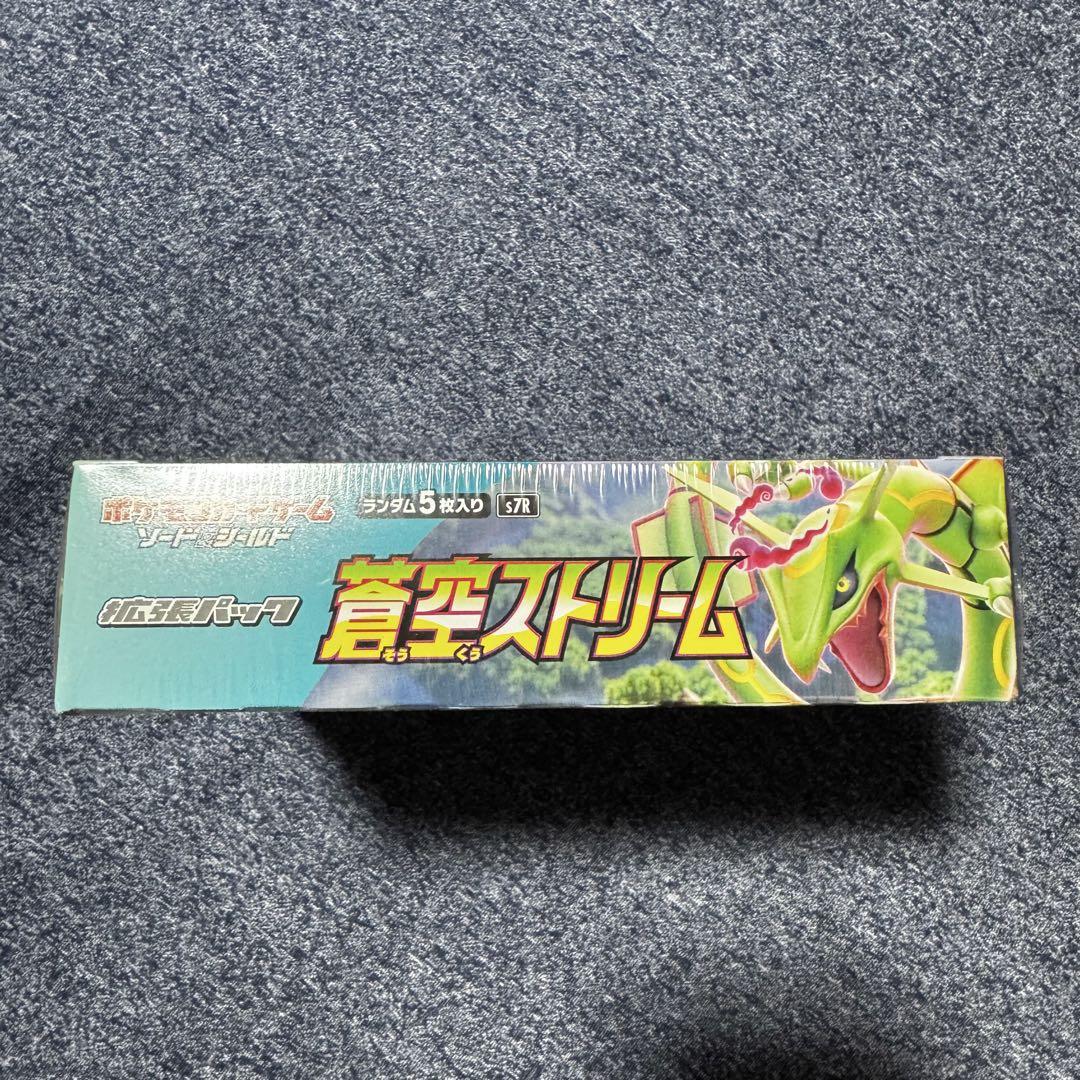 ポケモンカードゲーム
ソード&シールド
ランダム5枚入り
s7R
拡張パック
蒼空ストリーム
そう くう